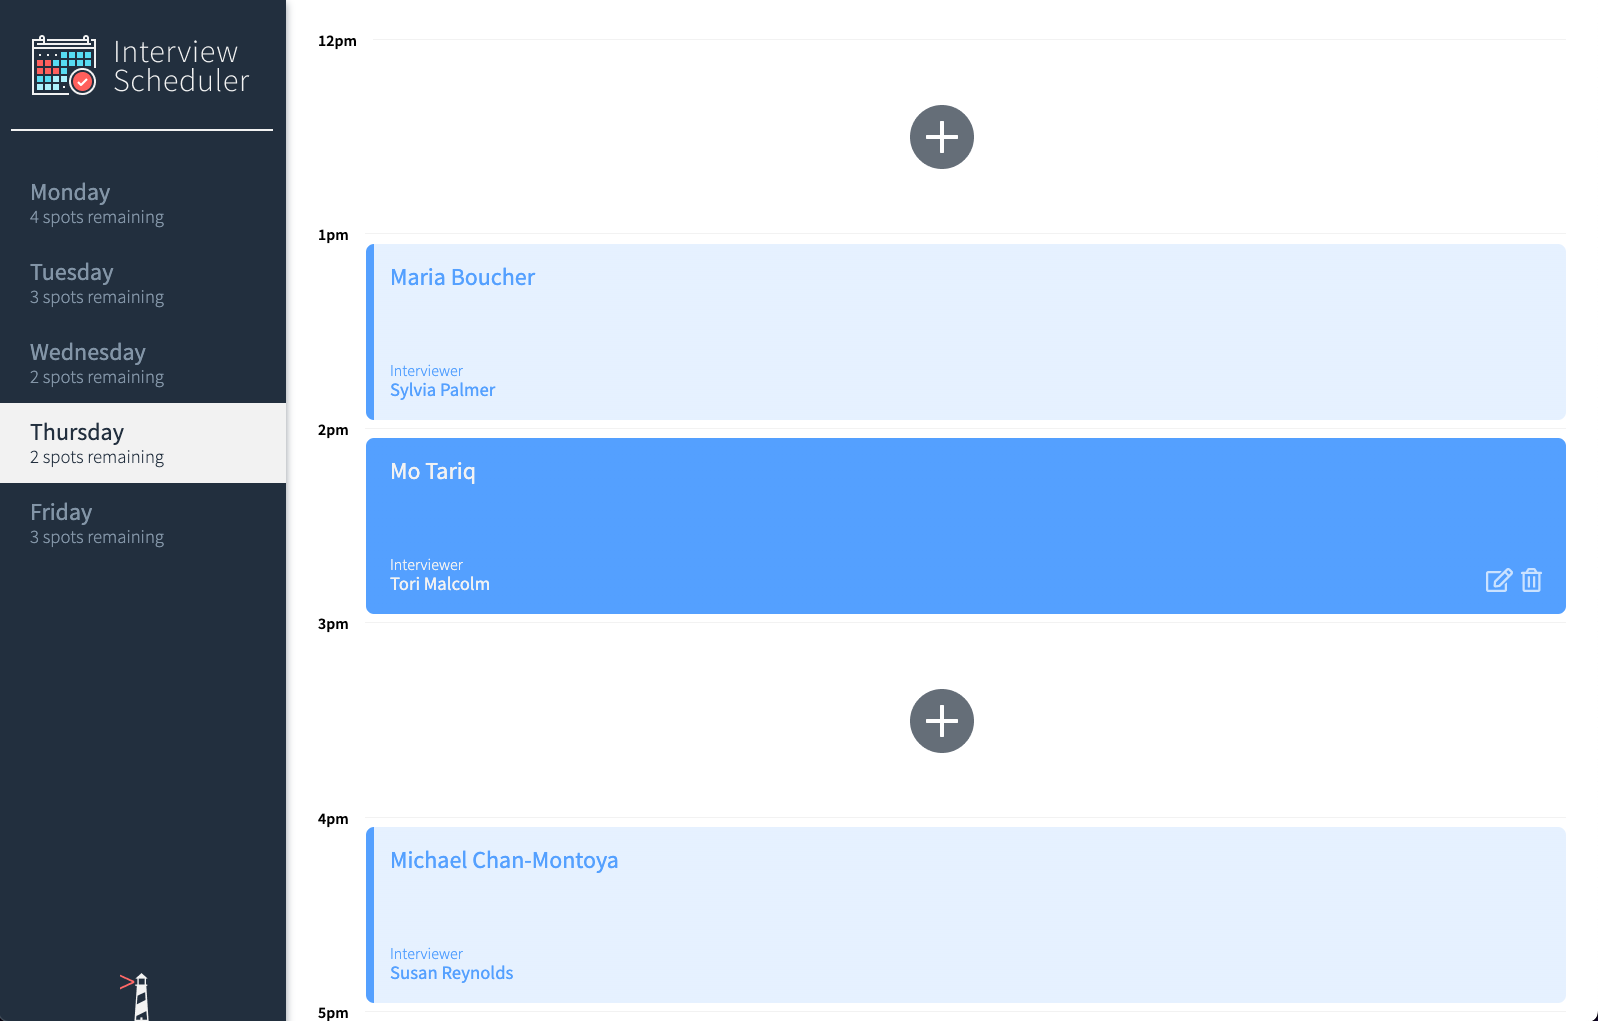 Interview
Scheduler
Monday
4 spots remaining
Tuesday
3 spots remaining
Wednesday
2 spots remaining
Thursday
2 spots remaining
Friday
3 spots remaining
12pm
1pm
Maria Boucher
Interviewer
Sylvia Palmer
2pm
Mo Tariq
Interviewer
Tori Malcolm
3pm
4pm
Michael Chan-Montoya
Interviewer
Susan Reynolds
5pm